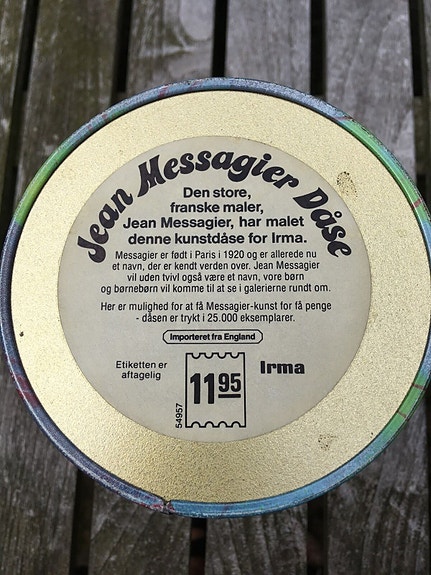 Jean Messagier Dåse
Den store,
franske maler,
Jean Messagier, har malet
denne kunstdåse for Irma.
Messagier er født i Paris i 1920 og er allerede nu
et navn, der er kendt verden over. Jean Messagier
vil uden tvivl også være et navn, vore børn
og børnebørn vil komme til at se i galerierne rundt om.
Her er mulighed for at få Messagier-kunst for få penge
- dåsen er trykt i 25.000 eksemplarer.
Importeret fra England
Etiketten er
aftagelig
54957
11 95
Irma